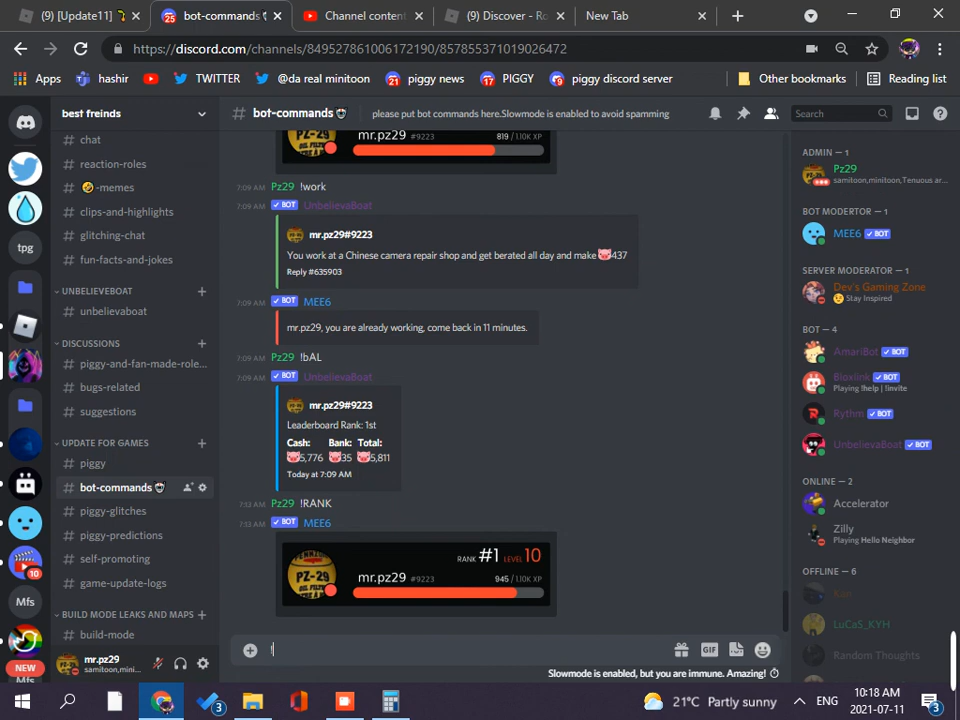 (5) [Update11]
bot-commands
Channel content
(3) Discover - Ro
New Tab
https://discord.com/channels/849527861006172190/857855371019026472
Apps
hashir
TWITTER
@da real minitoon
piggy news
PIGGY
piggy discord server
Other bookmarks
Reading list
best freinds
bot-commands
please put bot commands here.Slowmode is enabled to avoid spamming
Search
chat
reaction-roles
-memes
clips-and-highlights
glitching-chat
fun-facts-and-jokes
UNBELIEVEBOAT
unbelievaboat
DISCUSSIONS
piggy-and-fan-made-role...
bugs-related
suggestions
UPDATE FOR GAMES
piggy
bot-commands
piggy-glitches
piggy-predictions
self-promoting
game-update-logs
BUILD MODE LEAKS AND MAPS
build-mode
tpg
Mfs
NEW
mr.pz29
samitoon,mini...
mr.pz29 #9223 819 / 1.10K XP
7:09 AM Pz29 !work
7:09 AM BOT UnbelievaBoat
mr.pz29#9223
You work at a Chinese camera repair shop and get berated all day and make 437
Reply #635903
7:09 AM BOT MEE6
mr.pz29, you are already working, come back in 11 minutes.
7:09 AM Pz29 !bAL
7:09 AM BOT UnbelievaBoat
mr.pz29#9223
Leaderboard Rank: 1st
Cash: Bank: Total:
5,776 35 5,811
Today at 7:09 AM
7:13 AM Pz29 !RANK
7:13 AM BOT MEE6
RANK #1 LEVEL 10
PZ-29
mr.pz29 #9223 945 / 1.10K XP
!
GIF
Slowmode is enabled, but you are immune. Amazing!
ADMIN — 1
Pz29
samitoon,minitoon,Tenuous ar...
BOT MODERTOR — 1
MEE6 BOT
SERVER MODERATOR — 1
Dev's Gaming Zone
Stay Inspired
BOT — 4
AmariBot BOT
Bloxlink BOT
Playing !help | !invite
Rythm BOT
UnbelievaBoat BOT
ONLINE — 2
Accelerator
Zilly
Playing Hello Neighbor
OFFLINE — 6
LuCaS_KYH
Random Thoughts
21°C Partly sunny
ENG
10:18 AM
2021-07-11